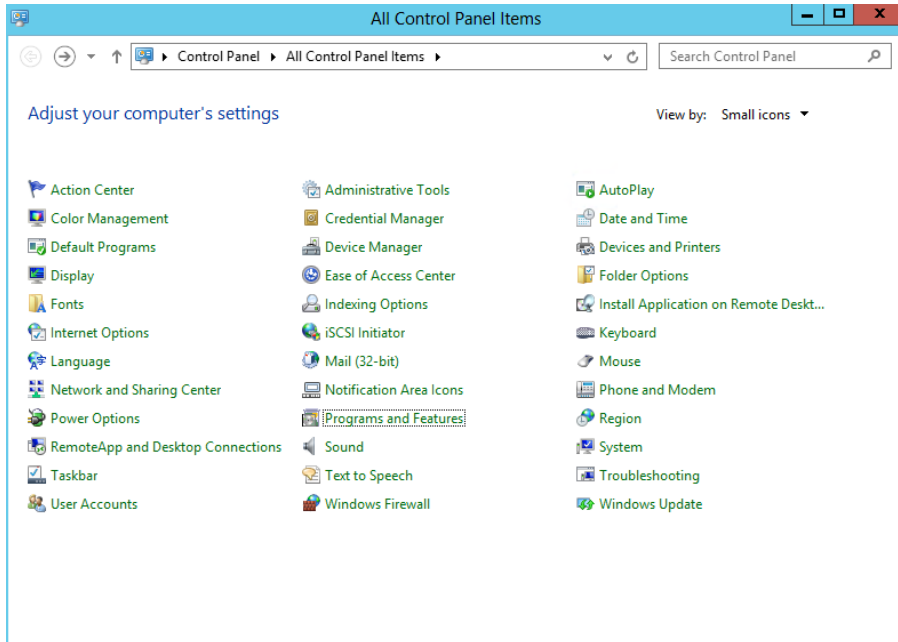 All Control Panel Items
Control Panel All Control Panel Items Search Control Panel
Adjust your computer's settings View by: Small icons
Action Center Administrative Tools AutoPlay
Color Management Credential Manager Date and Time
Default Programs Device Manager Devices and Printers
Display Ease of Access Center Folder Options
Fonts Indexing Options Install Application on Remote Deskt...
Internet Options iSCSI Initiator Keyboard
Language Mail (32-bit) Mouse
Network and Sharing Center Notification Area Icons Phone and Modem
Power Options Programs and Features Region
RemoteApp and Desktop Connections Sound System
Taskbar Text to Speech Troubleshooting
User Accounts Windows Firewall Windows Update